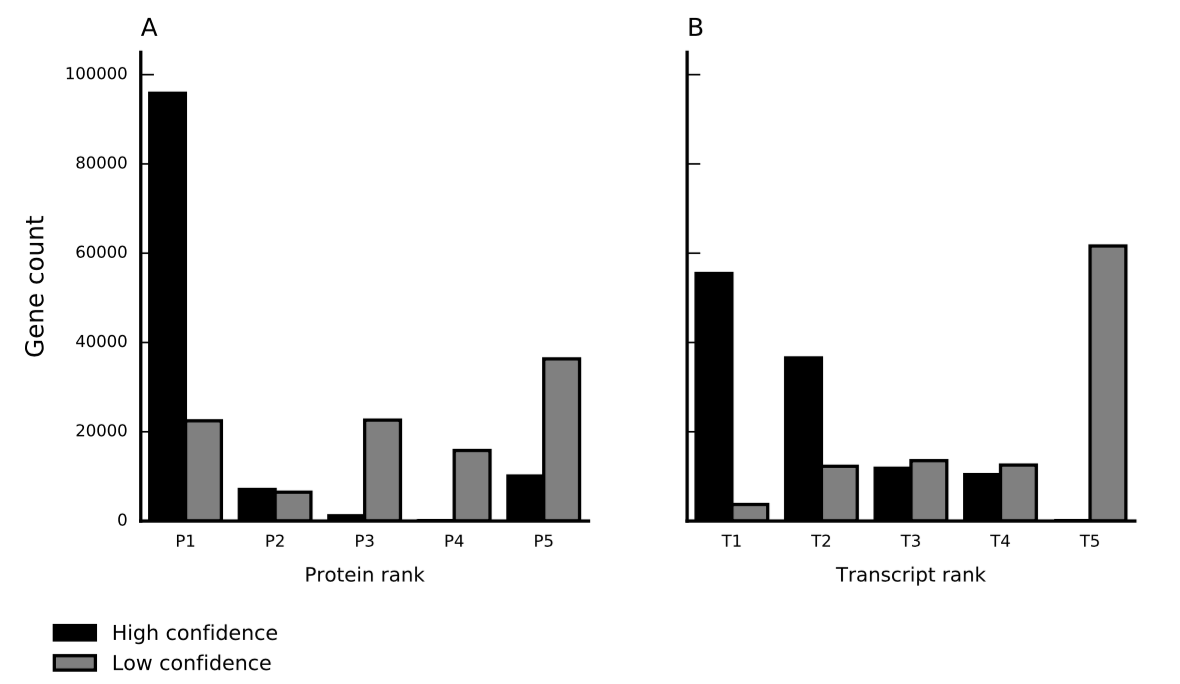 A
B
100000
80000
60000
40000
20000
0
Gene count
P1 P2 P3 P4 P5
T1 T2 T3 T4 T5
Protein rank
Transcript rank
High confidence
Low confidence